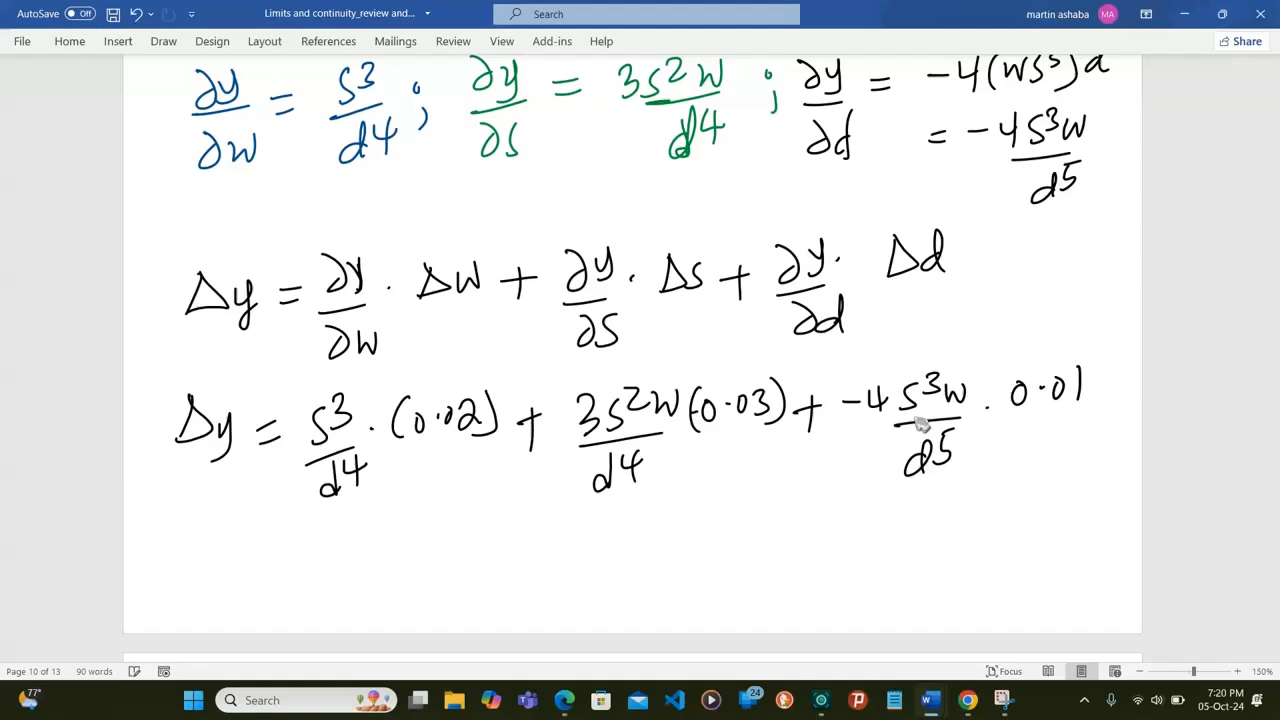 AutoSave Off Limits and continuity_review and... Search martin ashaba MA
File Home Insert Draw Design Layout References Mailings Review View Add-ins Help Share
∂y/∂w = s³/d4 ; ∂y/∂s = 3s²w/d4 ; ∂y/∂d = -4(ws³)d
= -4s³w/d5
Δy = ∂y/∂w · Δw + ∂y/∂s · Δs + ∂y/∂d · Δd
Δy = s³/d4 · (0.02) + 3s²w/d4 (-0.03) + -4s³w/d5 · 0.01
Page 10 of 13 90 words Focus 150%
77° Search 24 7:20 PM
05-Oct-24